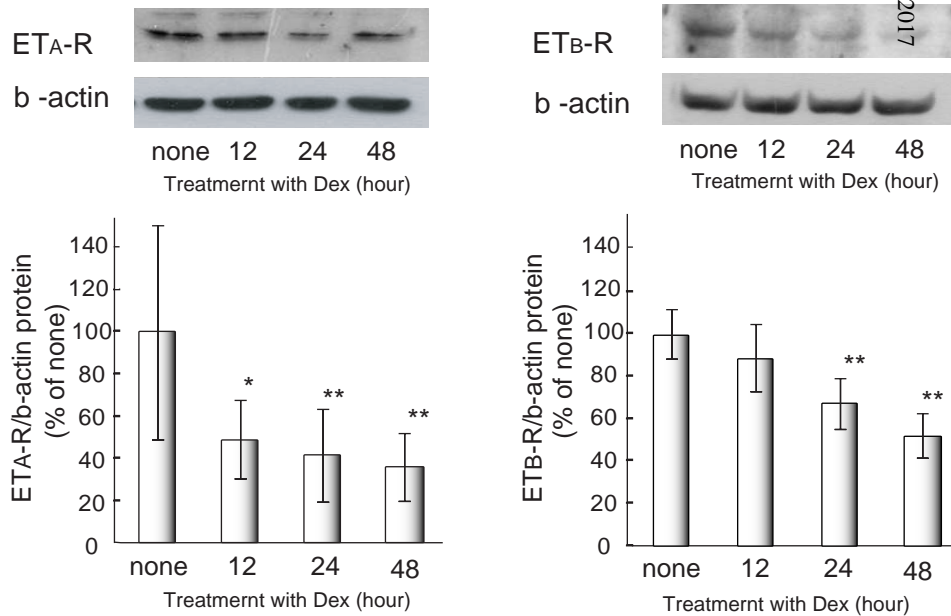 ETA-R
b -actin
none 12 24 48
Treatmernt with Dex (hour)
ETA-R/b-actin protein
(% of none)
140
120
100
80
60
40
20
0
*
**
**
none 12 24 48
Treatmernt with Dex (hour)
ETB-R
2017
b -actin
none 12 24 48
Treatmernt with Dex (hour)
ETB-R/b-actin protein
(% of none)
140
120
100
80
60
40
20
0
**
**
none 12 24 48
Treatmernt with Dex (hour)